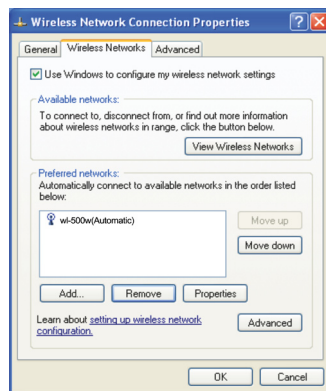 Wireless Network Connection Properties
General Wireless Networks Advanced
Use Windows to configure my wireless network settings
Available networks:
To connect to, disconnect from, or find out more information
about wireless networks in range, click the button below.
View Wireless Networks
Preferred networks:
Automatically connect to available networks in the order listed
below:
wl-500w(Automatic)
Move up
Move down
Add... Remove Properties
Learn about setting up wireless network
configuration.
Advanced
OK Cancel